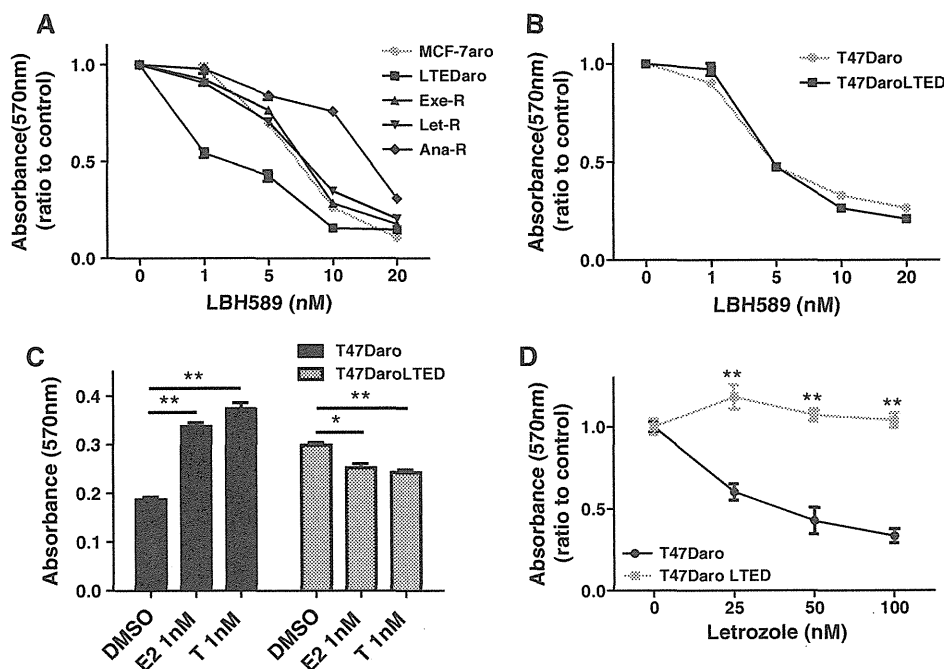 A
Absorbance(570nm)
(ratio to control)
1.0
0.5
0.0
0 1 5 10 20
LBH589 (nM)
MCF-7aro
LTEDaro
Exe-R
Let-R
Ana-R
B
Absorbance(570nm)
(ratio to control)
1.0
0.5
0.0
0 1 5 10 20
LBH589 (nM)
T47Daro
T47DaroLTED
C
Absorbance (570nm)
0.4
0.3
0.2
0.1
0.0
T47Daro
T47DaroLTED
**
**
**
*
DMSO
E2 1nM
T 1nM
DMSO
E2 1nM
T 1nM
D
Absorbance (570nm)
(ratio to control)
1.0
0.5
0.0
** ** **
T47Daro
T47Daro LTED
0 25 50 100
Letrozole (nM)